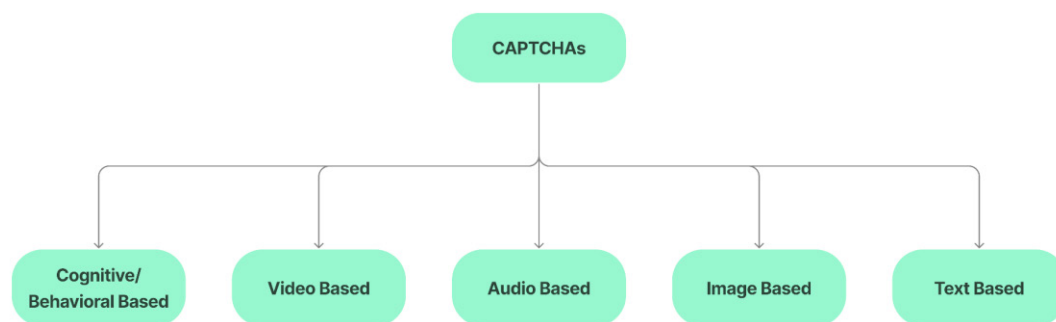 CAPTCHAs
Cognitive/
Behavioral Based
Video Based
Audio Based
Image Based
Text Based